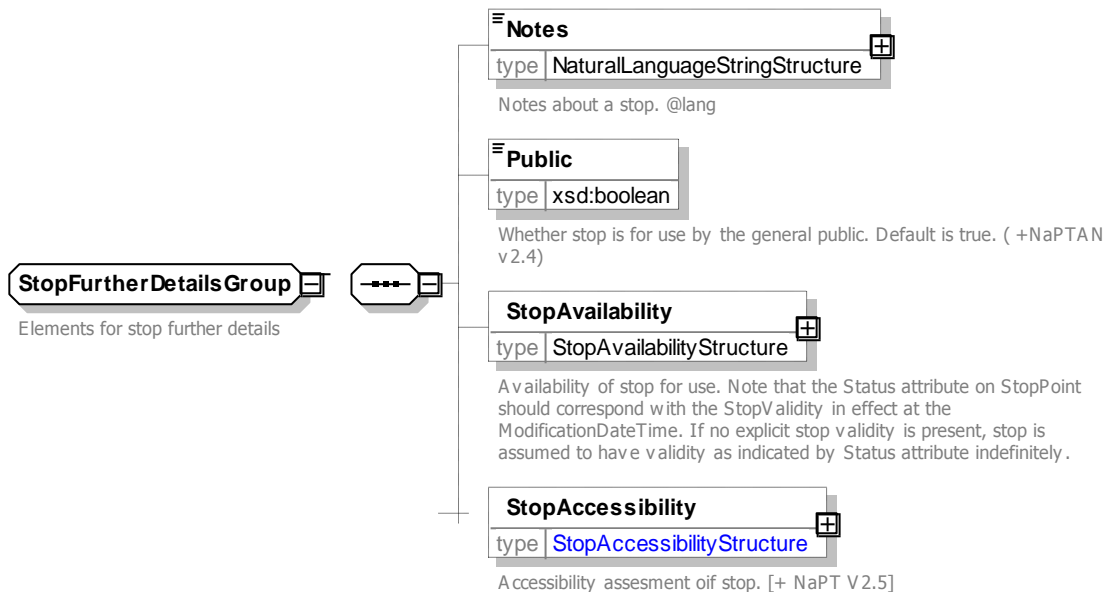 Notes
type NaturalLanguageStringStructure
Notes about a stop. @lang
Public
type xsd:boolean
Whether stop is for use by the general public. Default is true. ( +NaPTAN
v2.4)
StopFurtherDetailsGroup
Elements for stop further details
StopAvailability
type StopAvailabilityStructure
Availability of stop for use. Note that the Status attribute on StopPoint
should correspond with the StopValidity in effect at the
ModificationDateTime. If no explicit stop validity is present, stop is
assumed to have validity as indicated by Status attribute indefinitely.
StopAccessibility
type StopAccessibilityStructure
Accessibility assesment oif stop. [+ NaPT V2.5]